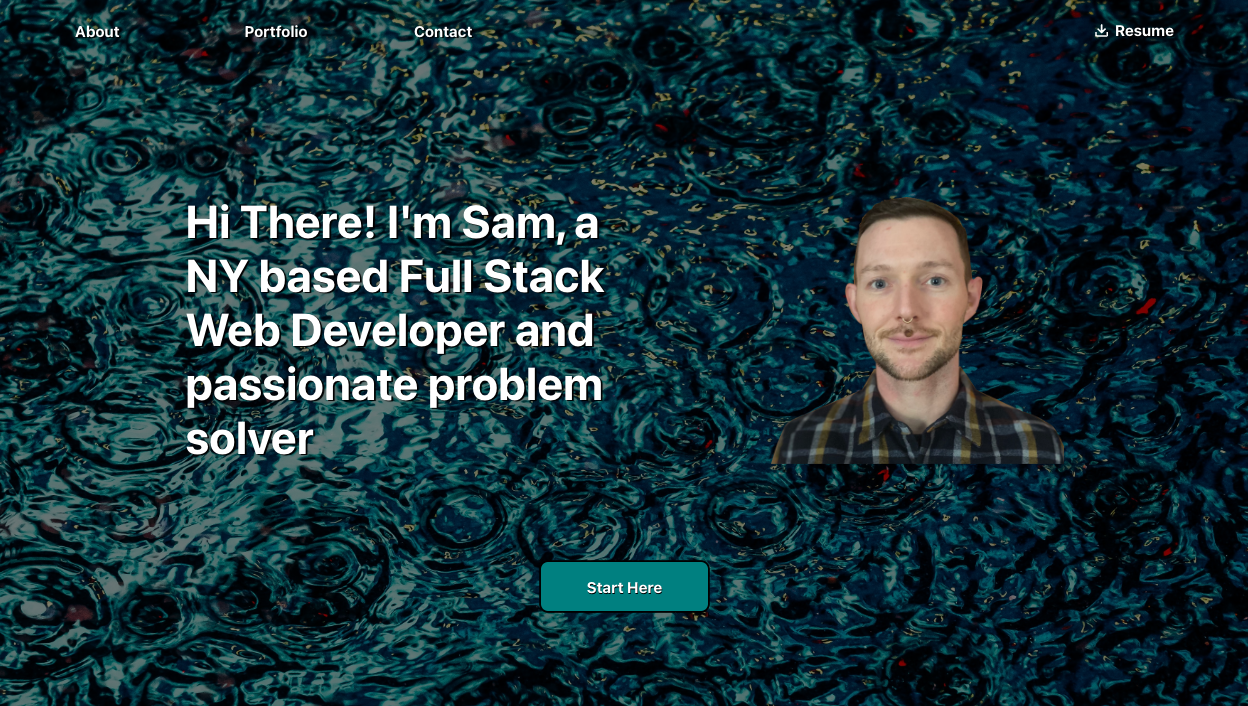 About
Portfolio
Contact
Resume
Hi There! I'm Sam, a
NY based Full Stack
Web Developer and
passionate problem
solver
Start Here